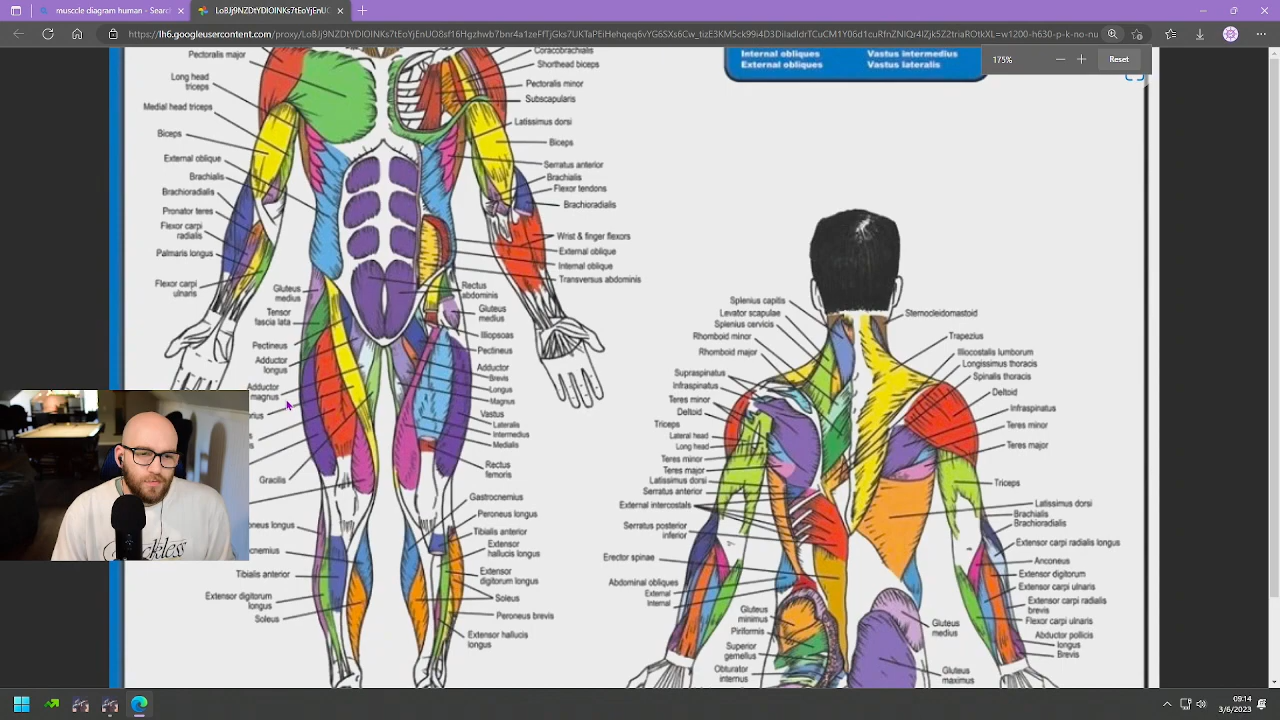 muscle diagram human - Search
lo8j9NZDtYDIOINKs7tEoYjEnUO
https://lh6.googleusercontent.com/proxy/
175%
Reset
Internal obliques
Vastus intermedius
External obliques
Vastus lateralis
Pectoralis major
Long head
triceps
Medial head triceps
Biceps
External oblique
Brachialis
Brachioradialis
Pronator teres
Flexor carpi
radialis
Palmaris longus
Flexor carpi
ulnaris
Gluteus
medius
Tensor
fascia lata
Pectineus
Adductor
longus
Adductor
magnus
Gracilis
Tibialis anterior
Extensor digitorum
longus
Soleus
Coracobrachialis
Shorthead biceps
Pectoralis minor
Subscapularis
Latissimus dorsi
Biceps
Serratus anterior
Brachialis
Flexor tendons
Brachioradialis
Wrist & finger flexors
External oblique
Internal oblique
Transversus abdominis
Rectus
abdominis
Gluteus
medius
Illiopsoas
Pectineus
Adductor
Brevis
Longus
Magnus
Vastus
Lateralis
Intermedius
Medialis
Rectus
femoris
Gastrocnemius
Peroneus longus
Tibialis anterior
Extensor
hallucis longus
Extensor
digitorum longus
Soleus
Peroneus brevis
Extensor hallucis
longus
Splenius capitis
Levator scapulae
Splenius cervicis
Rhomboid minor
Rhomboid major
Supraspinatus
Infraspinatus
Teres minor
Deltoid
Triceps
Lateral head
Long head
Teres minor
Teres major
Latissimus dorsi
Serratus anterior
External intercostals
Serratus posterior
inferior
Erector spinae
Abdominal obliques
External
Internal
Gluteus
minimus
Piriformis
Superior
gemellus
Obturator
internus
Sternocleidomastoid
Trapezius
Illiocostalis lumborum
Longissimus thoracis
Spinalis thoracis
Deltoid
Infraspinatus
Teres minor
Teres major
Triceps
Latissimus dorsi
Brachialis
Brachioradialis
Extensor carpi radialis longus
Anconeus
Extensor digitorum
Extensor carpi ulnaris
Extensor carpi radialis
brevis
Flexor carpi ulnaris
Abductor pollicis
longus
Brevis
Gluteus
medius
Gluteus
maximus
09:14